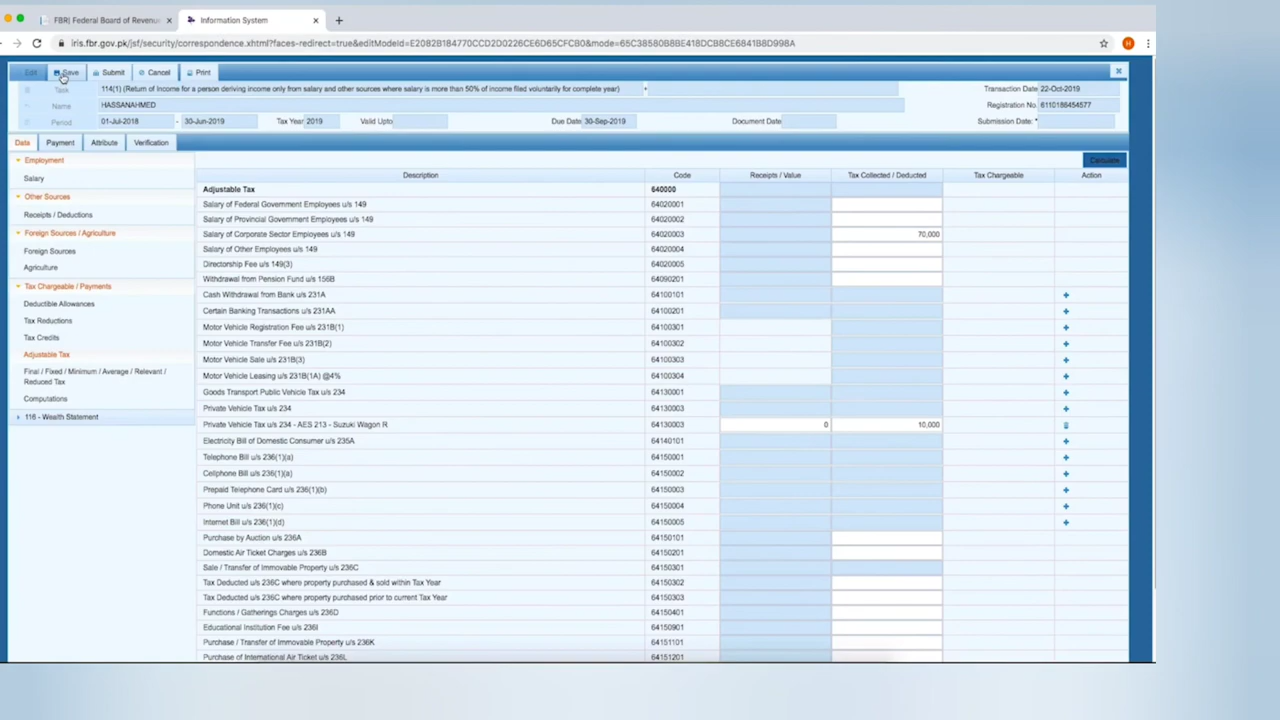 FBR| Federal Board of Revenu
Information System
iris.fbr.gov.pk/jsf/security/correspondence.xhtml?faces-redirect=true&editModeId=E2082B184770CCD2D0226CE6D65CFCB0&mode=65C38580B8BE418DCB8CE6841B8D998A
H
Edit Save Submit Cancel Print
Task 114(1) (Return of Income for a person deriving income only from salary and other sources where salary is more than 50% of income filed voluntarily for complete year) Transaction Date 22-Oct-2019
Name HASSANAHMED Registration No. 6110186454577
Period 01-Jul-2018 - 30-Jun-2019 Tax Year 2019 Valid Upto Due Date 30-Sep-2019 Document Date Submission Date: *
Data Payment Attribute Verification
Employment
Salary
Other Sources
Receipts / Deductions
Foreign Sources / Agriculture
Foreign Sources
Agriculture
Tax Chargeable / Payments
Deductible Allowances
Tax Reductions
Tax Credits
Adjustable Tax
Final / Fixed / Minimum / Average / Relevant /
Reduced Tax
Computations
116 - Wealth Statement
Calculate
Description Code Receipts / Value Tax Collected / Deducted Tax Chargeable Action
Adjustable Tax 640000
Salary of Federal Government Employees u/s 149 64020001
Salary of Provincial Government Employees u/s 149 64020002
Salary of Corporate Sector Employees u/s 149 64020003 70,000
Salary of Other Employees u/s 149 64020004
Directorship Fee u/s 149(3) 64020005
Withdrawal from Pension Fund u/s 156B 64090201
Cash Withdrawal from Bank u/s 231A 64100101 +
Certain Banking Transactions u/s 231AA 64100201 +
Motor Vehicle Registration Fee u/s 231B(1) 64100301 +
Motor Vehicle Transfer Fee u/s 231B(2) 64100302 +
Motor Vehicle Sale u/s 231B(3) 64100303 +
Motor Vehicle Leasing u/s 231B(1A) @4% 64100304 +
Goods Transport Public Vehicle Tax u/s 234 64130001 +
Private Vehicle Tax u/s 234 64130003 +
Private Vehicle Tax u/s 234 - AES 213 - Suzuki Wagon R 64130003 0 10,000
Electricity Bill of Domestic Consumer u/s 235A 64140101 +
Telephone Bill u/s 236(1)(a) 64150001 +
Cellphone Bill u/s 236(1)(a) 64150002 +
Prepaid Telephone Card u/s 236(1)(b) 64150003 +
Phone Unit u/s 236(1)(c) 64150004 +
Internet Bill u/s 236(1)(d) 64150005 +
Purchase by Auction u/s 236A 64150101
Domestic Air Ticket Charges u/s 236B 64150201
Sale / Transfer of Immovable Property u/s 236C 64150301
Tax Deducted u/s 236C where property purchased & sold within Tax Year 64150302
Tax Deducted u/s 236C where property purchased prior to current Tax Year 64150303
Functions / Gatherings Charges u/s 236D 64150401
Educational Institution Fee u/s 236I 64150901
Purchase / Transfer of Immovable Property u/s 236K 64151101
Purchase of International Air Ticket u/s 236L 64151201